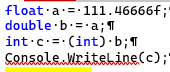 float·a·=·111.46666f;¶
double·b·=·a;¶
int·c·=·(int)·b;¶
Console.WriteLine(c);¶